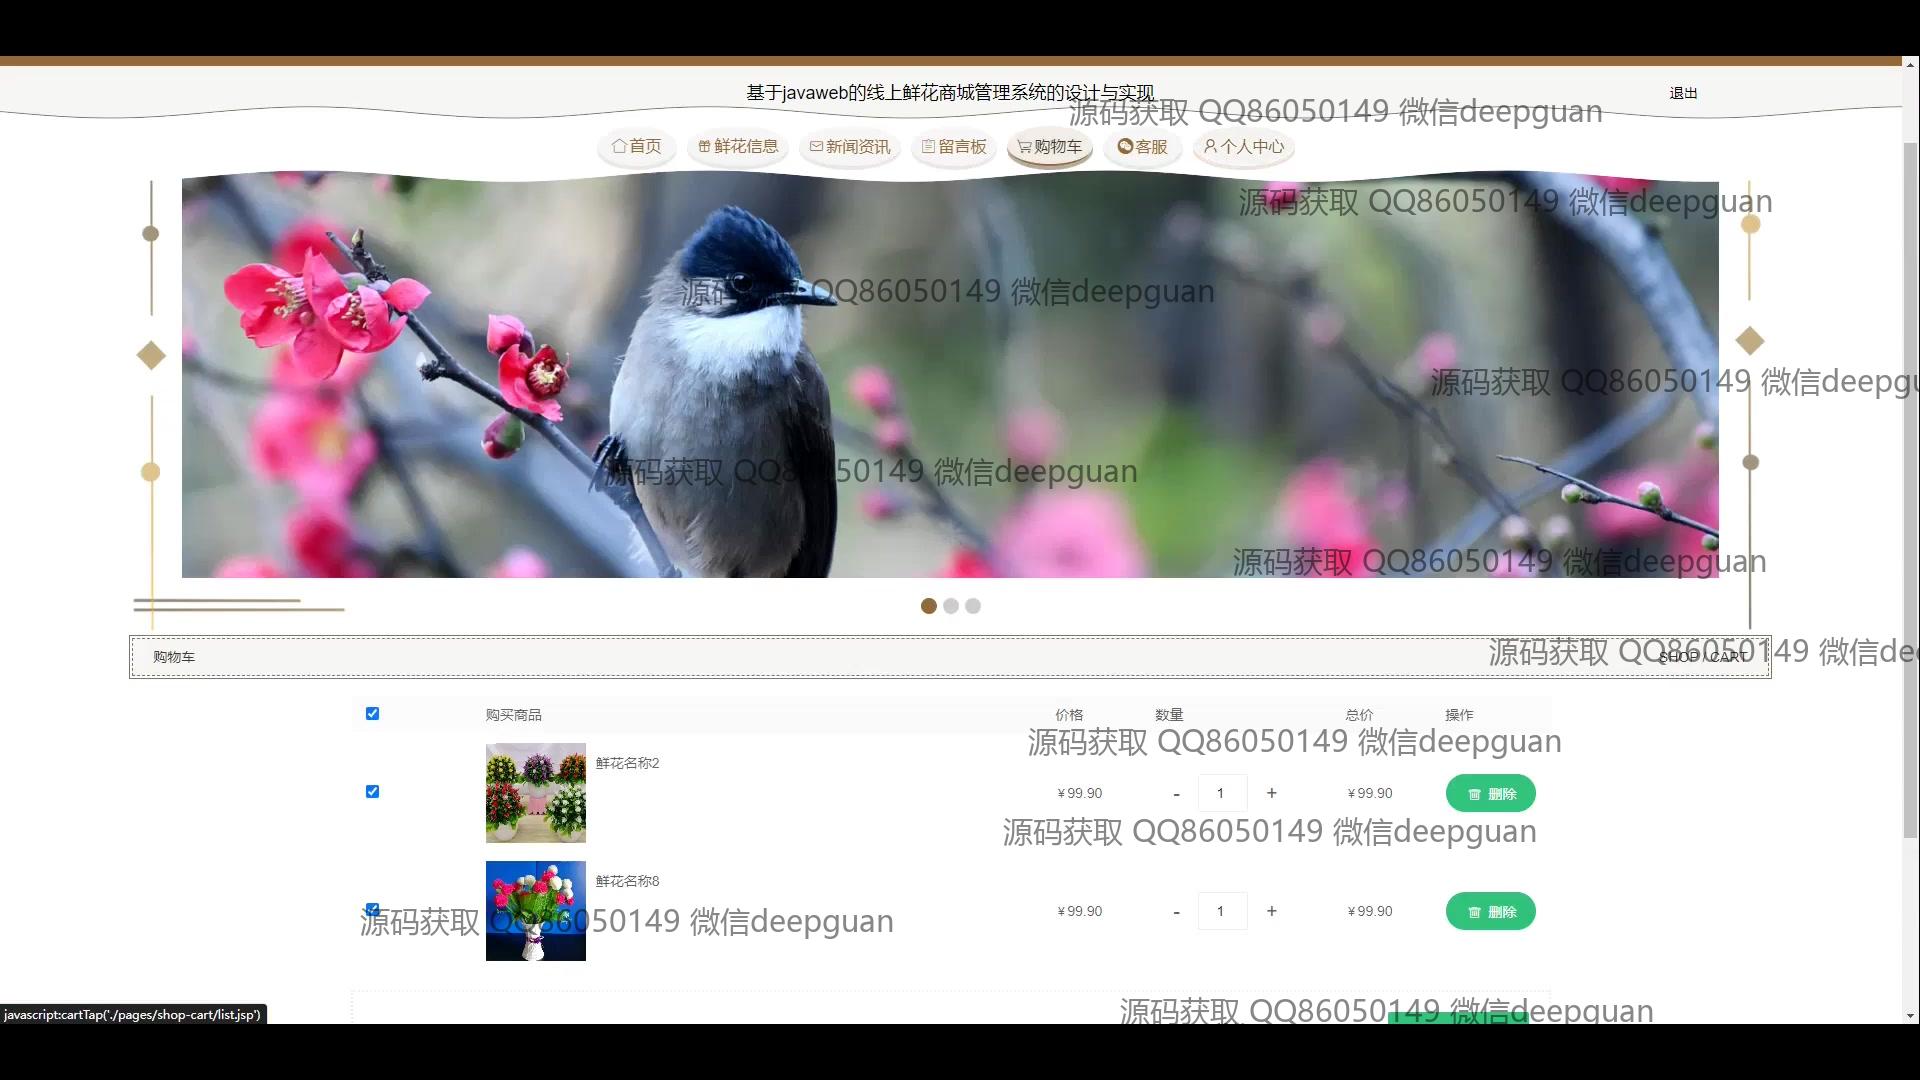 基于javaweb的线上鲜花商城管理系统的设计与实现
退出
源码获取 QQ86050149 微信deepguan
首页 鲜花信息 新闻资讯 留言板 购物车 客服 个人中心
源码获取 QQ86050149 微信deepguan
源码获取 QQ86050149 微信deepguan
源码获取 QQ86050149 微信deepgu
源码获取 QQ86050149 微信deepguan
源码获取 QQ86050149 微信deepguan
购物车
SHOP / CART
源码获取 QQ86050149 微信de
购买商品 价格 数量 总价 操作
源码获取 QQ86050149 微信deepguan
鲜花名称2
￥99.90 - 1 + ￥99.90 删除
源码获取 QQ86050149 微信deepguan
鲜花名称8
￥99.90 - 1 + ￥99.90 删除
源码获取 QQ86050149 微信deepguan
源码获取 QQ86050149 微信deepguan
javascript:cartTap('./pages/shop-cart/list.jsp')